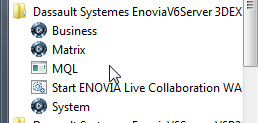 Dassault Systemes EnoviaV6Server 3DEX
Business
Matrix
MQL
Start ENOVIA Live Collaboration WA
System